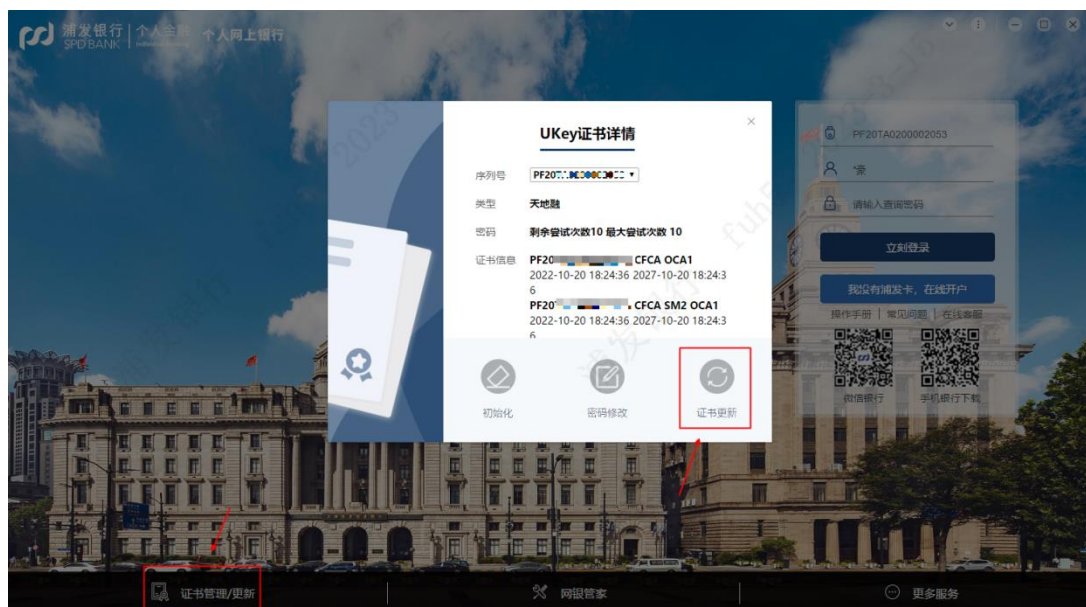 浦发银行
SPD BANK
个人金融
个人网上银行
UKey证书详情
序列号
PF20
类型 天地融
密码 剩余尝试次数10 最大尝试次数 10
证书信息 PF20 CFCA OCA1
2022-10-20 18:24:36 2027-10-20 18:24:3
6
PF20 CFCA SM2 OCA1
2022-10-20 18:24:36 2027-10-20 18:24:3
6
初始化
密码修改
证书更新
PF20TA0200002053
*豪
请输入查询密码
立刻登录
我没有浦发卡，在线开户
操作手册 | 常见问题 | 在线客服
微信银行
手机银行下载
证书管理/更新
网银管家
更多服务